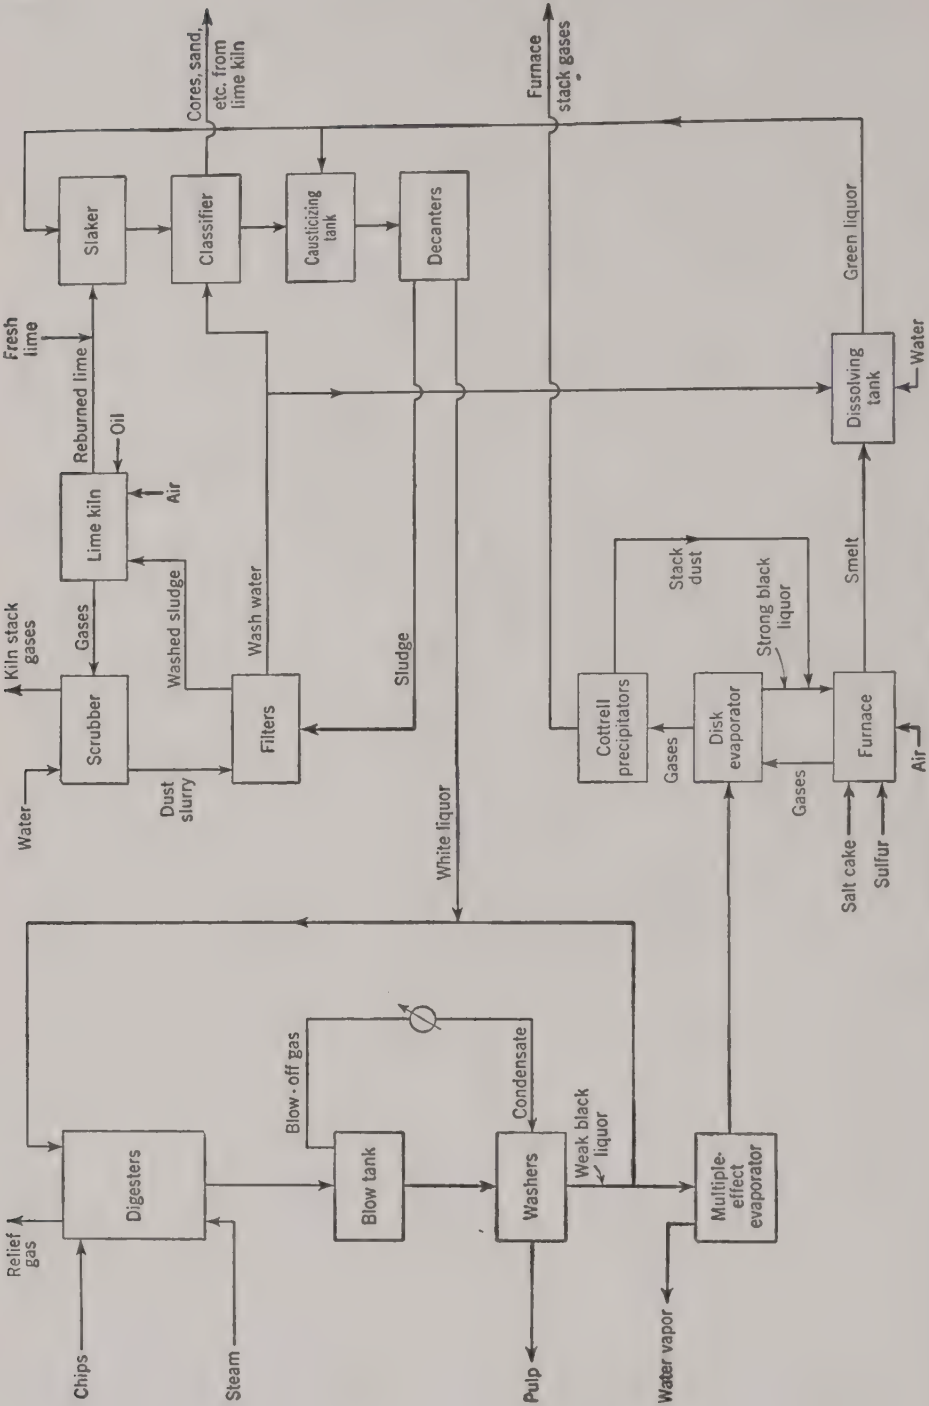 Chips
Relief
gas
Steam
Digesters
Blow-off gas
Blow tank
Condensate
Washers
Pulp
Weak black
liquor
Multiple-
effect
evaporator
Water vapor
Water
Kiln stack
gases
Scrubber
Gases
Dust
slurry
Lime kiln
Oil
Air
Washed sludge
Filters
Wash water
Sludge
White liquor
Reburned lime
Fresh
lime
Slaker
Classifier
Cores, sand,
etc. from
lime kiln
Causticizing
tank
Decanters
Furnace
stack gases
Cottrell
precipitators
Stack
dust
Gases
Disk
evaporator
Strong black
liquor
Gases
Furnace
Salt cake
Sulfur
Air
Smelt
Dissolving
tank
Water
Green liquor